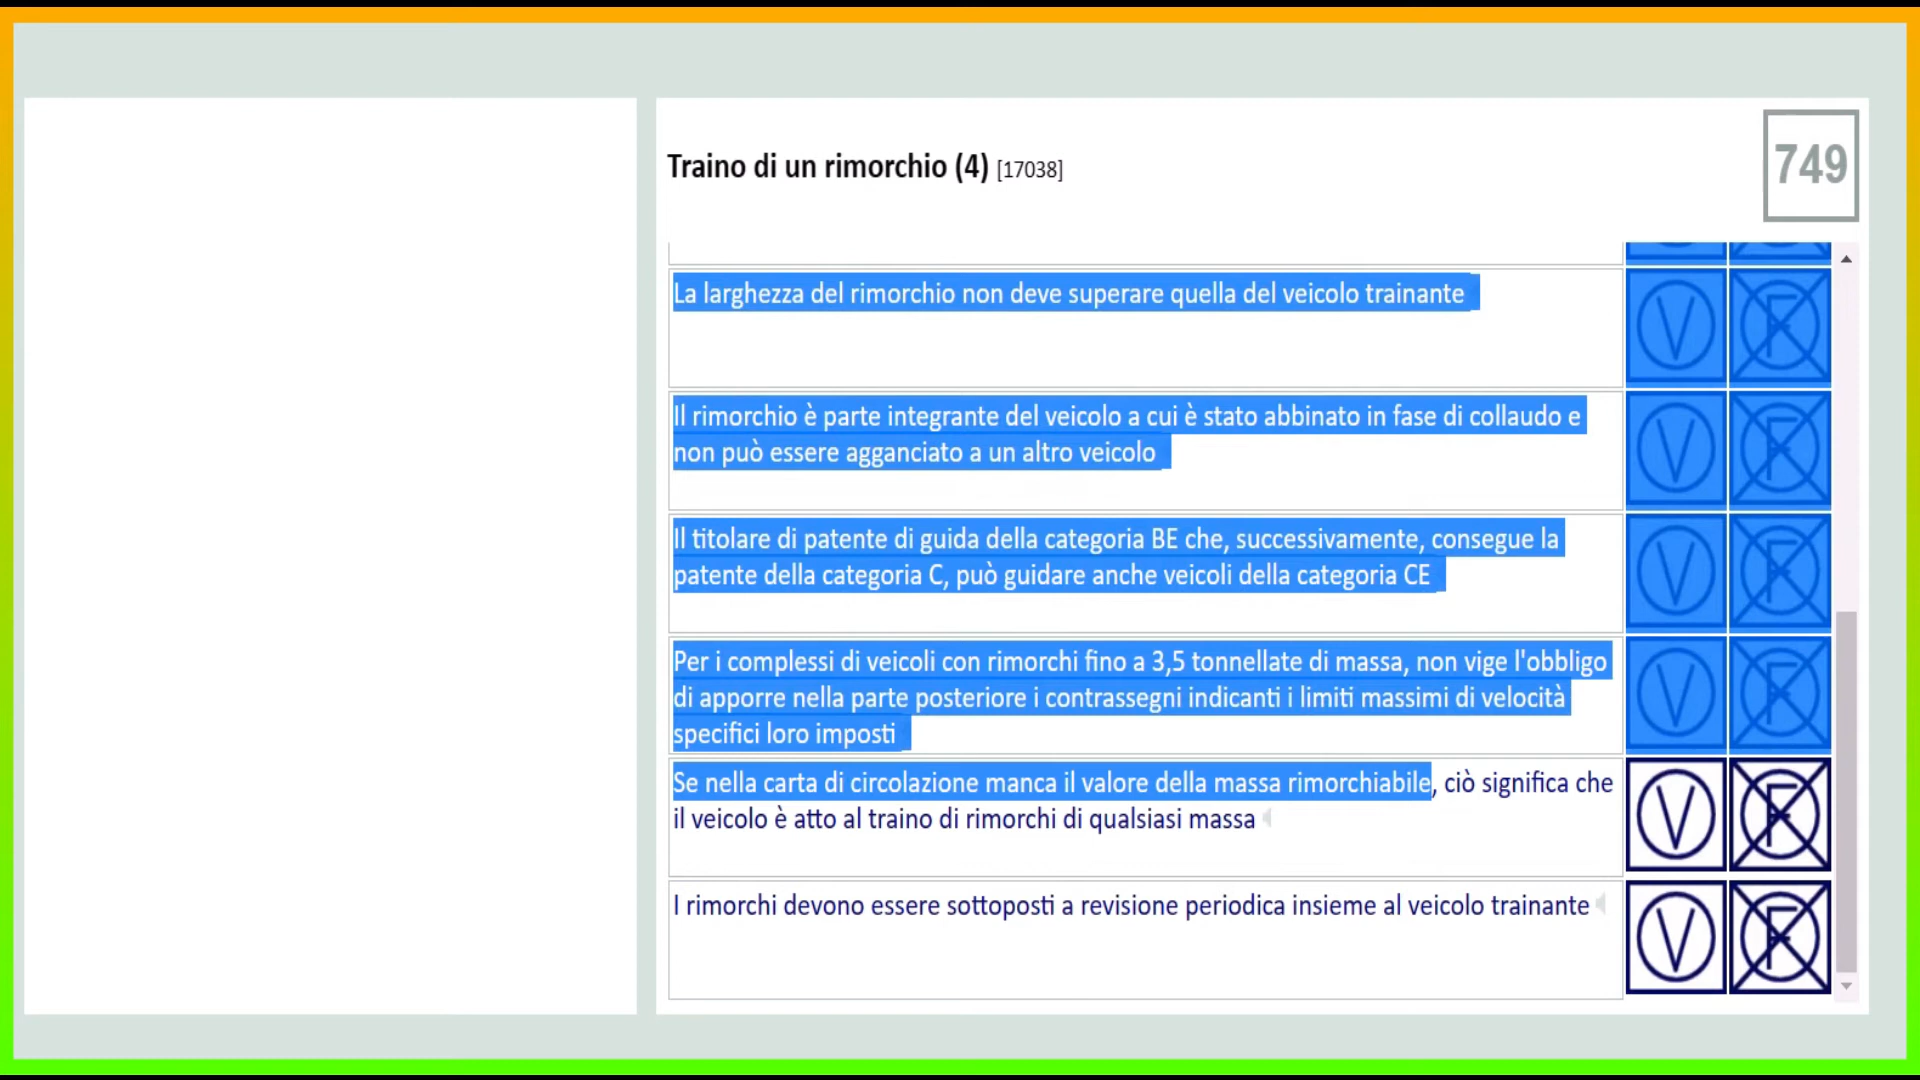 Traino di un rimorchio (4) [17038]
749
La larghezza del rimorchio non deve superare quella del veicolo trainante
V F
Il rimorchio è parte integrante del veicolo a cui è stato abbinato in fase di collaudo e
non può essere agganciato a un altro veicolo
V F
Il titolare di patente di guida della categoria BE che, successivamente, consegue la
patente della categoria C, può guidare anche veicoli della categoria CE
V F
Per i complessi di veicoli con rimorchi fino a 3,5 tonnellate di massa, non vige l'obbligo
di apporre nella parte posteriore i contrassegni indicanti i limiti massimi di velocità
specifici loro imposti
V F
Se nella carta di circolazione manca il valore della massa rimorchiabile, ciò significa che
il veicolo è atto al traino di rimorchi di qualsiasi massa
V F
I rimorchi devono essere sottoposti a revisione periodica insieme al veicolo trainante
V F